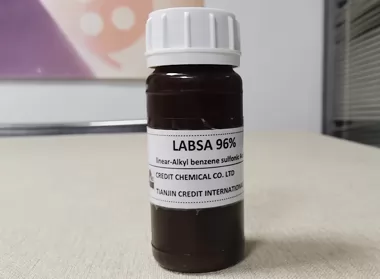 LABSA 96%
linear-Alkyl benzene sulfonic
CREDIT CHEMICAL CO. LTD
TIANJIN CREDIT INTERNATIONAL